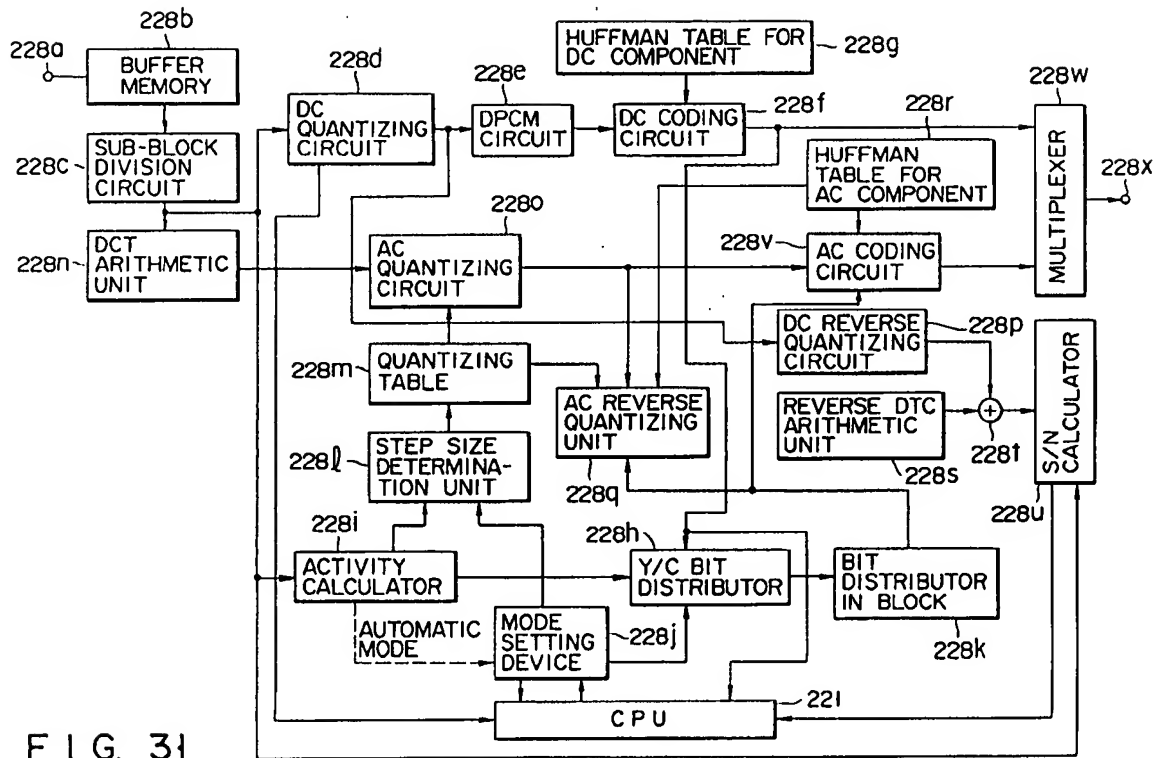 228b
228a
BUFFER
MEMORY
228c
SUB-BLOCK
DIVISION
CIRCUIT
228n
DCT
ARITHMETIC
UNIT
228d
DC
QUANTIZING
CIRCUIT
228e
DPCM
CIRCUIT
HUFFMAN TABLE FOR
DC COMPONENT
228g
228f
DC CODING
CIRCUIT
228r
HUFFMAN
TABLE FOR
AC COMPONENT
228w
MULTIPLEXER
228x
228o
AC
QUANTIZING
CIRCUIT
228v
AC CODING
CIRCUIT
228m
QUANTIZING
TABLE
DC REVERSE
QUANTIZING
CIRCUIT
228p
AC REVERSE
QUANTIZING
UNIT
228q
REVERSE DTC
ARITHMETIC
UNIT
228s
+
228t
S/N
CALCULATOR
228u
228l
STEP SIZE
DETERMINA-
TION UNIT
228i
ACTIVITY
CALCULATOR
228h
Y/C BIT
DISTRIBUTOR
BIT
DISTRIBUTOR
IN BLOCK
228k
AUTOMATIC
MODE
MODE
SETTING
DEVICE
228j
221
CPU
FIG. 31